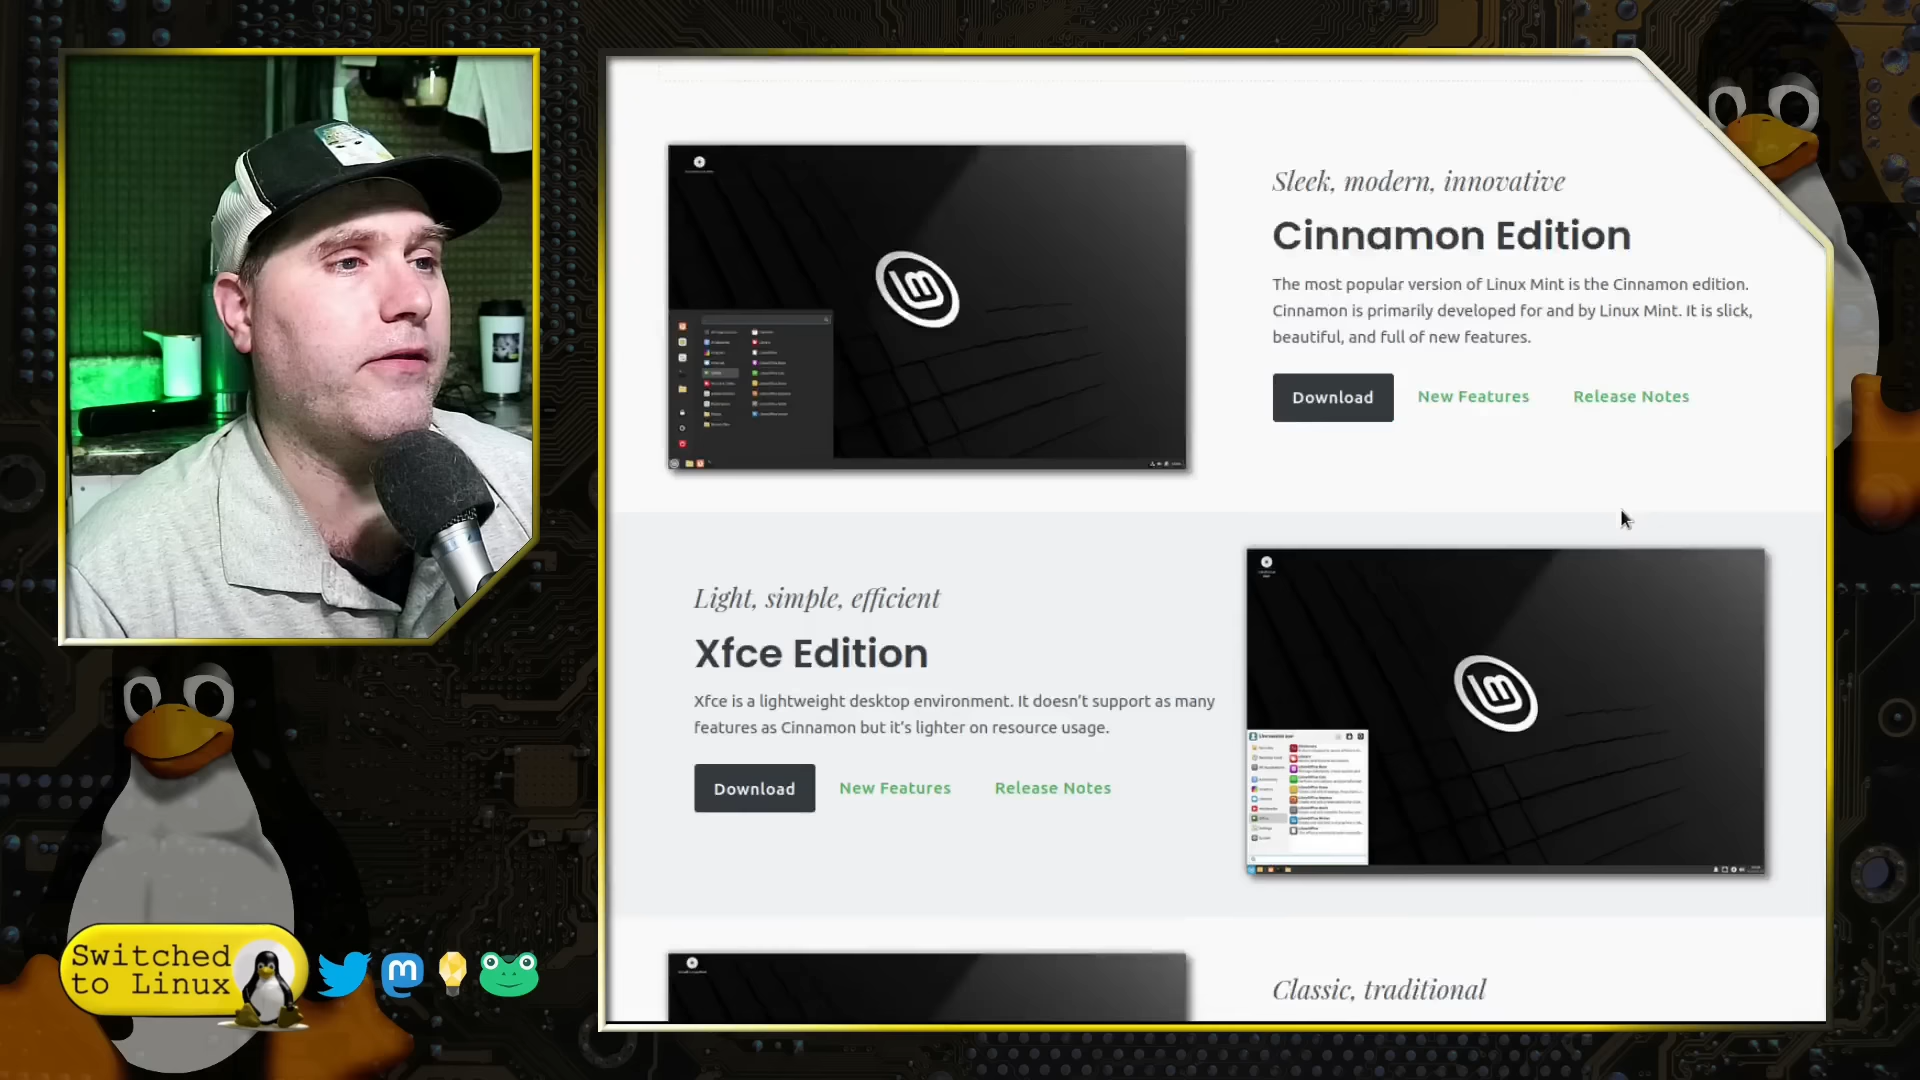 Sleek, modern, innovative
Cinnamon Edition
The most popular version of Linux Mint is the Cinnamon edition.
Cinnamon is primarily developed for and by Linux Mint. It is slick,
beautiful, and full of new features.
Download
New Features
Release Notes
Light, simple, efficient
Xfce Edition
Xfce is a lightweight desktop environment. It doesn't support as many
features as Cinnamon but it's lighter on resource usage.
Download
New Features
Release Notes
Classic, traditional
Switched
to Linux